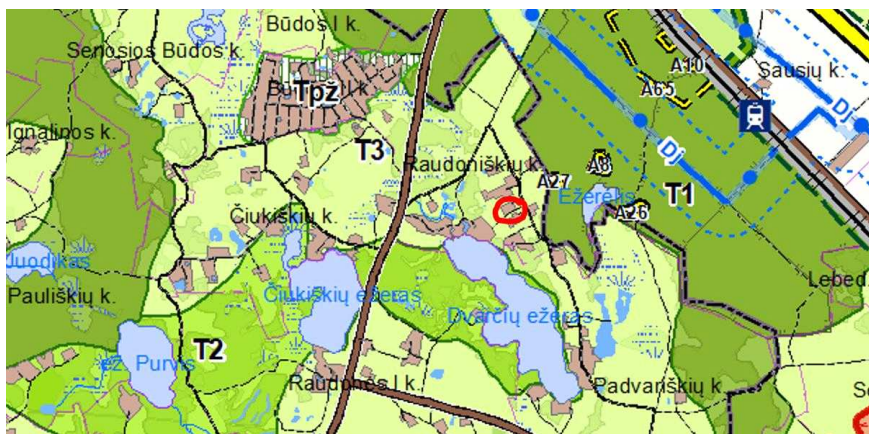 Būdos I k.
Senosios Būdos k.
A10
Sausių k.
Tpž
A65
Dj
Ignalinos k.
T3
Dj
Raudoniškių k.
A8
A27
Ežerėlis
T1
Čiukiškių k.
A26
Juodikas
Lebed
Pauliškių k.
Čiukiškių ežeras
Dvarčių ežeras
T2
ež. Purvis
Raudonės I k.
Padvariškių k.